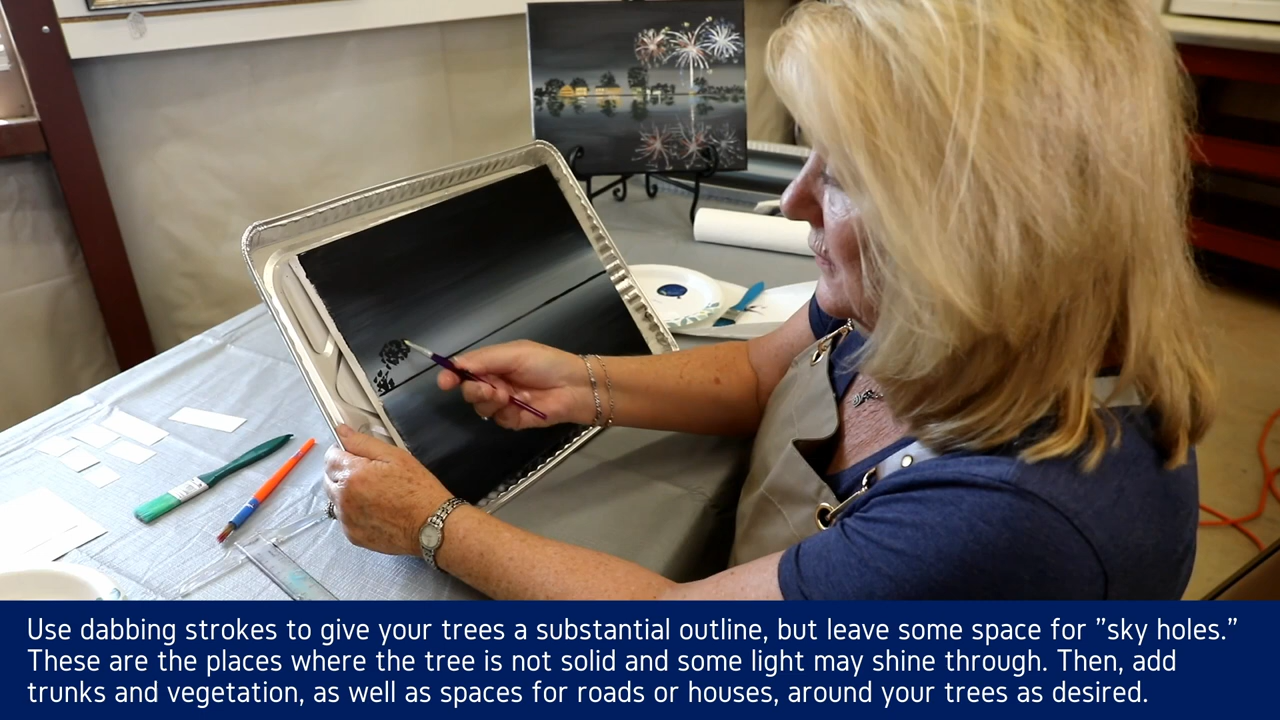 Use dabbing strokes to give your trees a substantial outline, but leave some space for ”sky holes.”
These are the places where the tree is not solid and some light may shine through. Then, add
trunks and vegetation, as well as spaces for roads or houses, around your trees as desired.